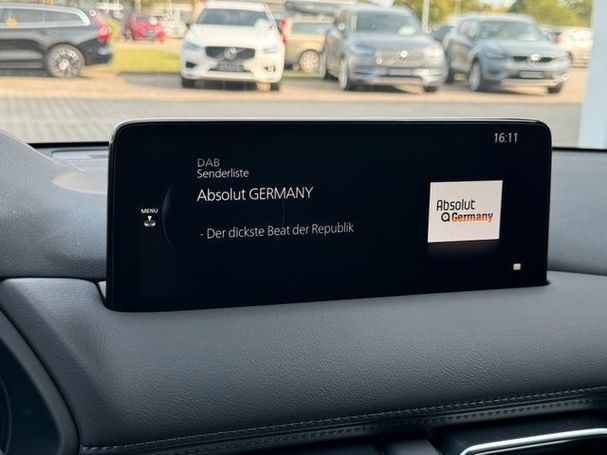 16:11
DAB
Senderliste
Absolut GERMANY
MENU
- Der dickste Beat der Republik
Absolut
Germany